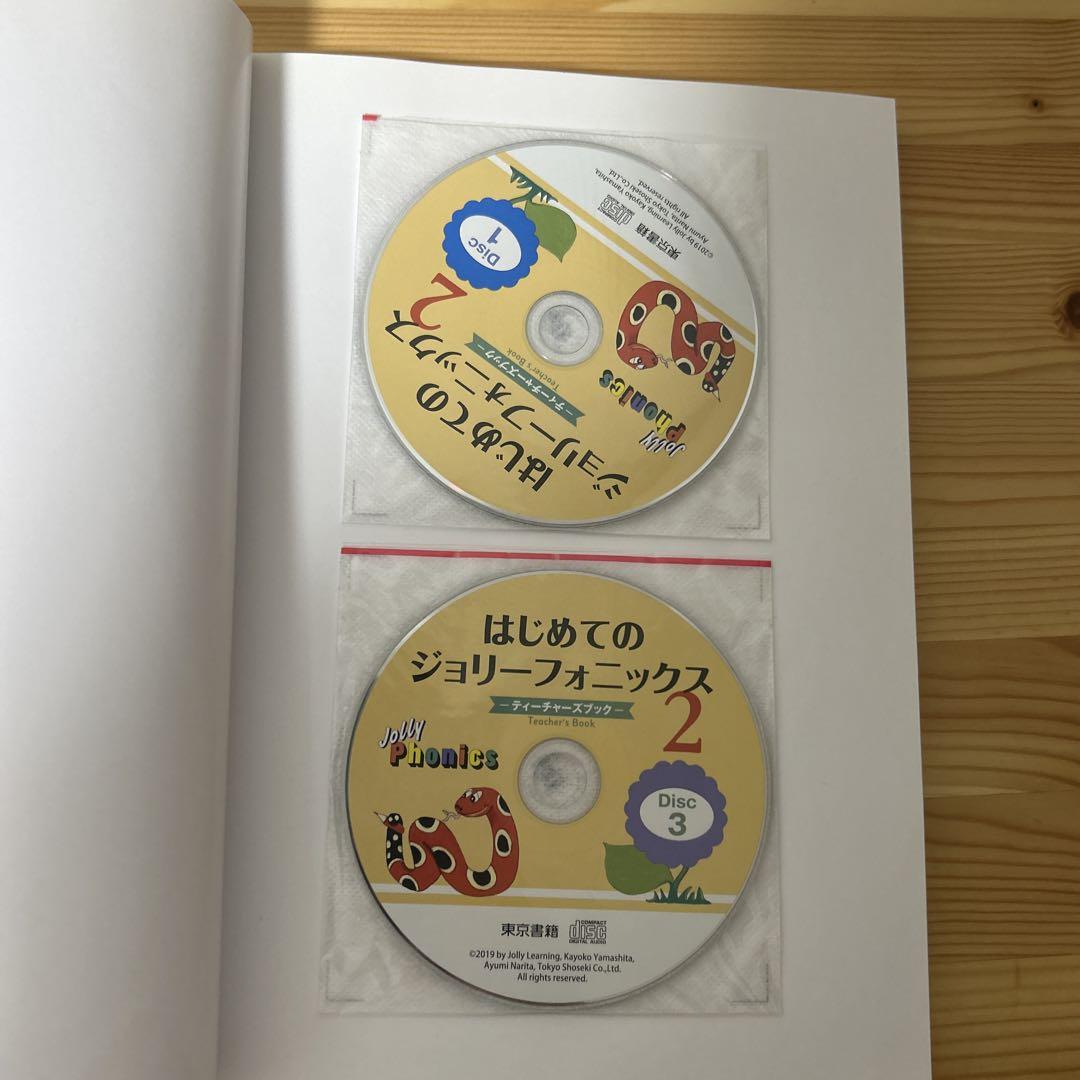 はじめての
ジョリーフォニックス
2
ーティーチャーズブックー
Teacher's Book
Jolly
Phonics
Disc
1
東京書籍
COMPACT
disc
DIGITAL AUDIO
©2019 by Jolly Learning, Kayoko Yamashita,
Ayumi Narita, Tokyo Shoseki Co.,Ltd.
All rights reserved.
はじめての
ジョリーフォニックス
2
ーティーチャーズブックー
Teacher's Book
Jolly
Phonics
Disc
3
東京書籍
COMPACT
disc
DIGITAL AUDIO
©2019 by Jolly Learning, Kayoko Yamashita,
Ayumi Narita, Tokyo Shoseki Co.,Ltd.
All rights reserved.